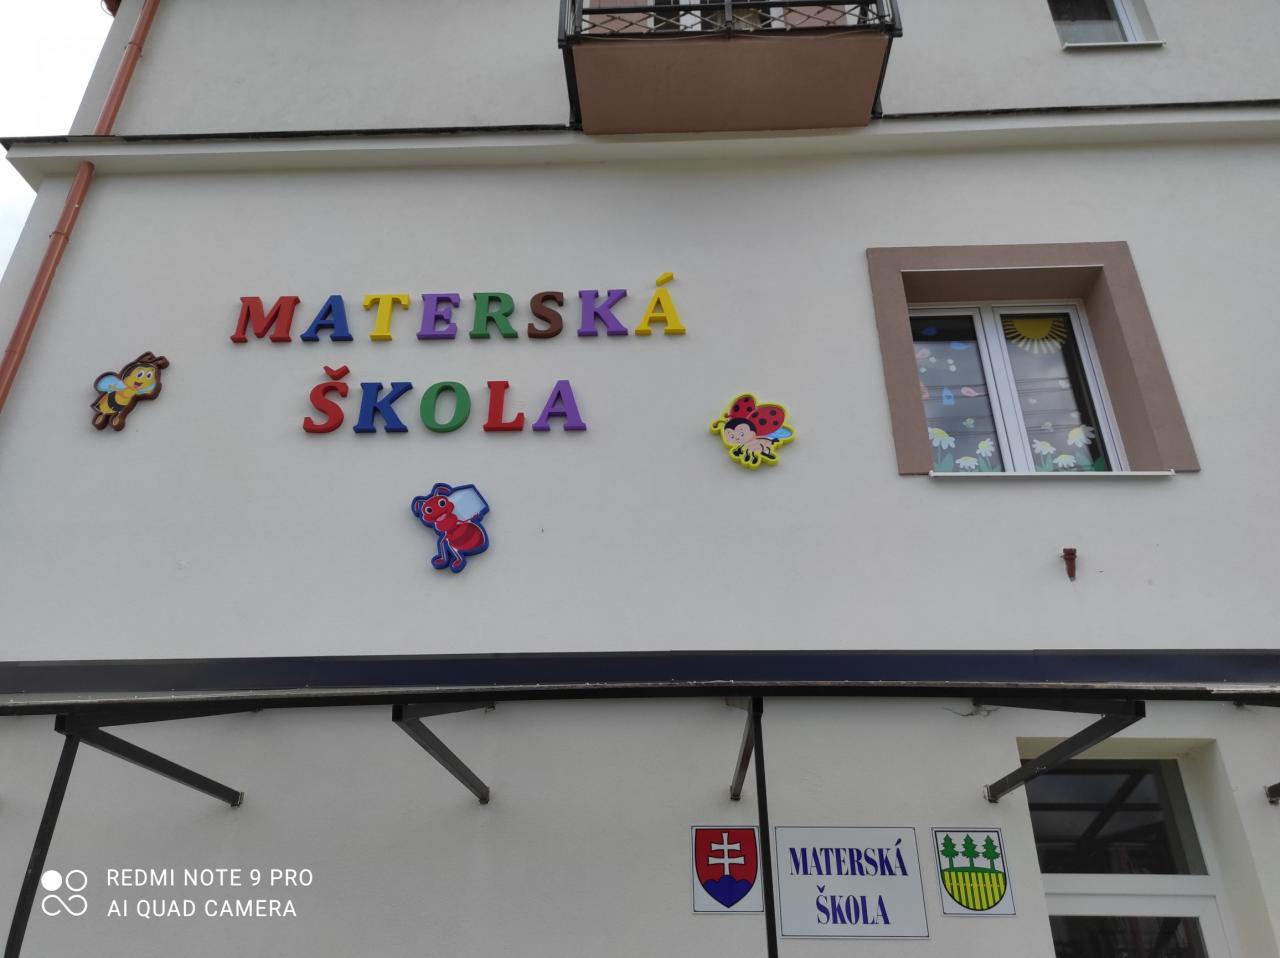 MATERSKÁ
ŠKOLA
MATERSKÁ
ŠKOLA
REDMI NOTE 9 PRO
AI QUAD CAMERA